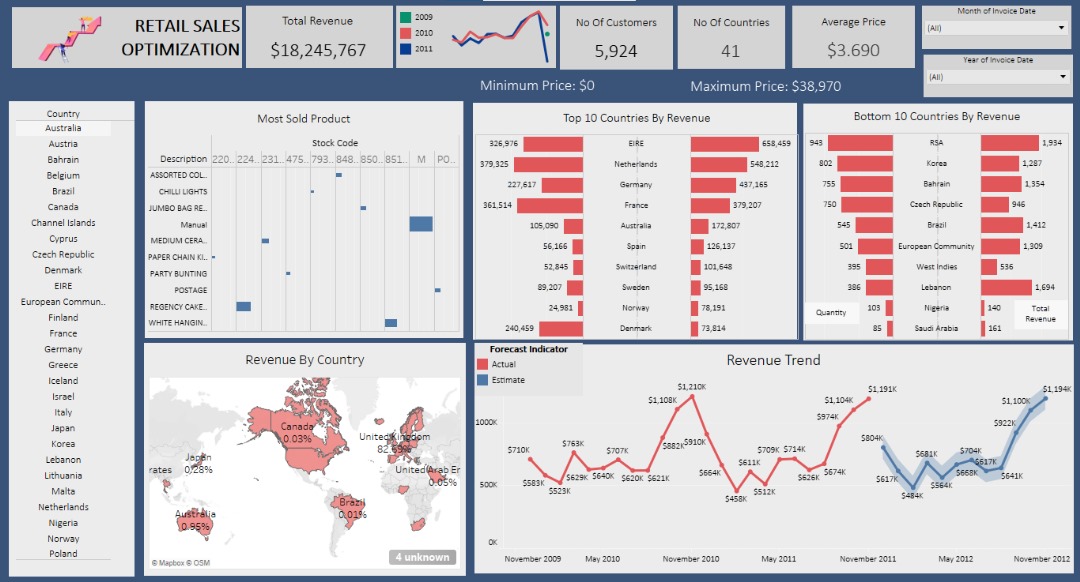 RETAIL SALES
OPTIMIZATION
Total Revenue
$18,245,767
2009
2010
2011
No Of Customers
5,924
No Of Countries
41
Average Price
$3.690
Month of Invoice Date
(All)
Year of Invoice Date
(All)
Minimum Price: $0
Maximum Price: $38,970
Country
Australia
Austria
Bahrain
Belgium
Brazil
Canada
Channel Islands
Cyprus
Czech Republic
Denmark
EIRE
European Commun..
Finland
France
Germany
Greece
Iceland
Israel
Italy
Japan
Korea
Lebanon
Lithuania
Malta
Netherlands
Nigeria
Norway
Poland
Most Sold Product
Stock Code
Description 220.. 224.. 231.. 475.. 793.. 848.. 850.. 851.. M PO..
ASSORTED COL..
CHILLI LIGHTS
JUMBO BAG RE..
Manual
MEDIUM CERA..
PAPER CHAIN KI..
PARTY BUNTING
POSTAGE
REGENCY CAKE..
WHITE HANGIN..
Top 10 Countries By Revenue
326,976 EIRE 658,459
379,325 Netherlands 548,212
227,617 Germany 437,165
361,514 France 379,207
105,090 Australia 172,807
56,166 Spain 126,137
52,845 Switzerland 101,648
89,207 Sweden 95,168
24,981 Norway 78,191
240,459 Denmark 73,814
Bottom 10 Countries By Revenue
943 RSA 1,934
802 Korea 1,287
755 Bahrain 1,354
750 Czech Republic 946
545 Brazil 1,412
501 European Community 1,309
395 West Indies 536
386 Lebanon 1,694
103 Nigeria 140
85 Saudi Arabia 161
Quantity
Total
Revenue
Revenue By Country
Canada
0.03%
United Kingdom
Japan
0.28%
rates
United Arab Er
0.05%
Brazil
0.01%
Australia
0.95%
4 unknown
© Mapbox © OSM
Forecast Indicator
Actual
Estimate
Revenue Trend
1000K
500K
0K
$710K
$583K
$523K
$763K
$629K
$640K
$707K
$620K
$621K
$882K
$1,108K
$1,210K
$910K
$664K
$458K
$611K
$512K
$709K
$714K
$626K
$674K
$974K
$1,104K
$1,191K
$804K
$617K
$484K
$681K
$564K
$668K
$704K
$617K
$641K
$922K
$1,100K
$1,194K
November 2009 May 2010 November 2010 May 2011 November 2011 May 2012 November 2012